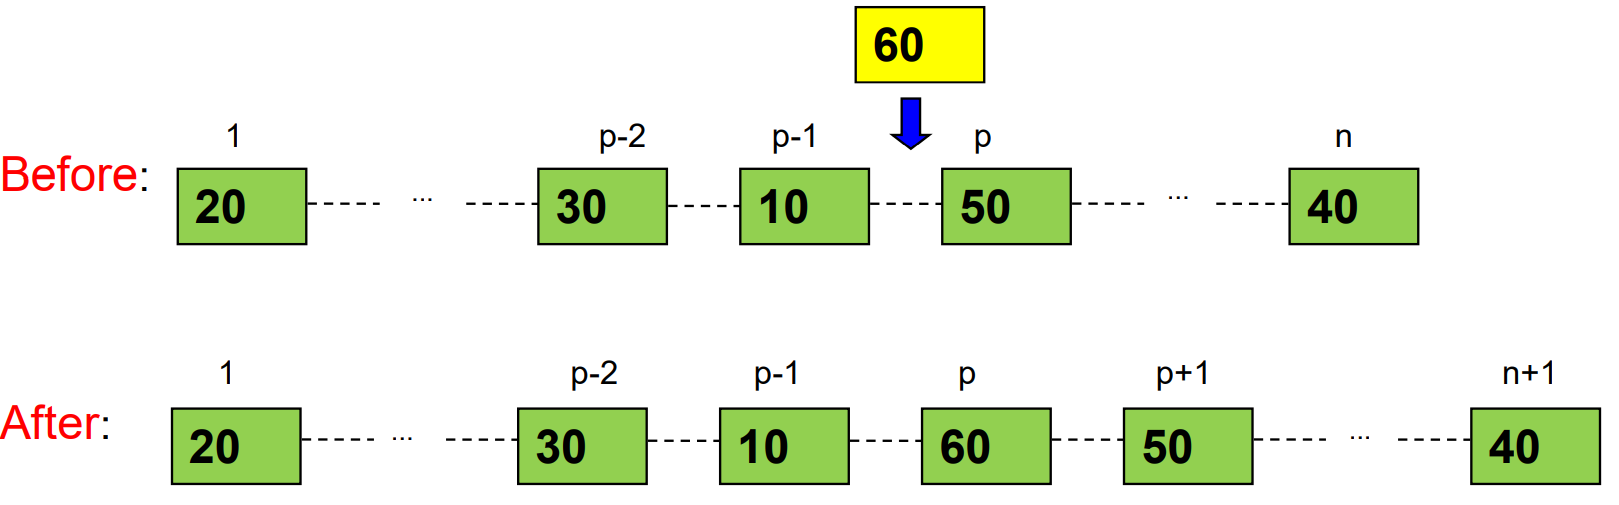 60
1 p-2 p-1 p n
Before: 20 ... 30 10 50 ... 40
1 p-2 p-1 p p+1 n+1
After: 20 ... 30 10 60 50 ... 40